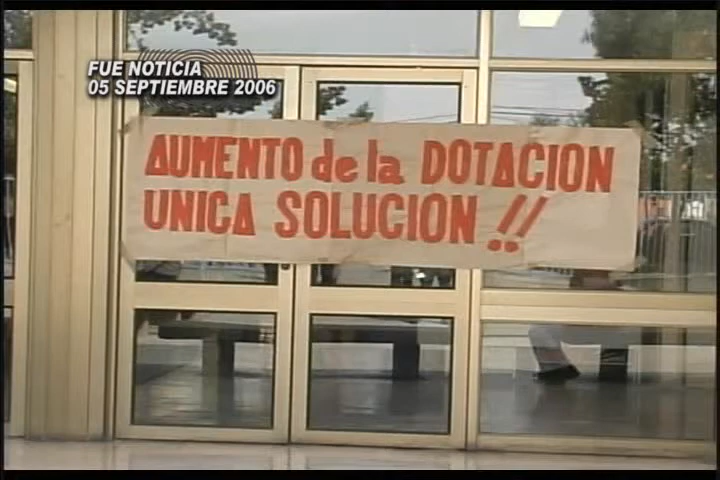 FUE NOTICIA
05 SEPTIEMBRE 2006
AUMENTO de la DOTACION
UNICA SOLUCION !!